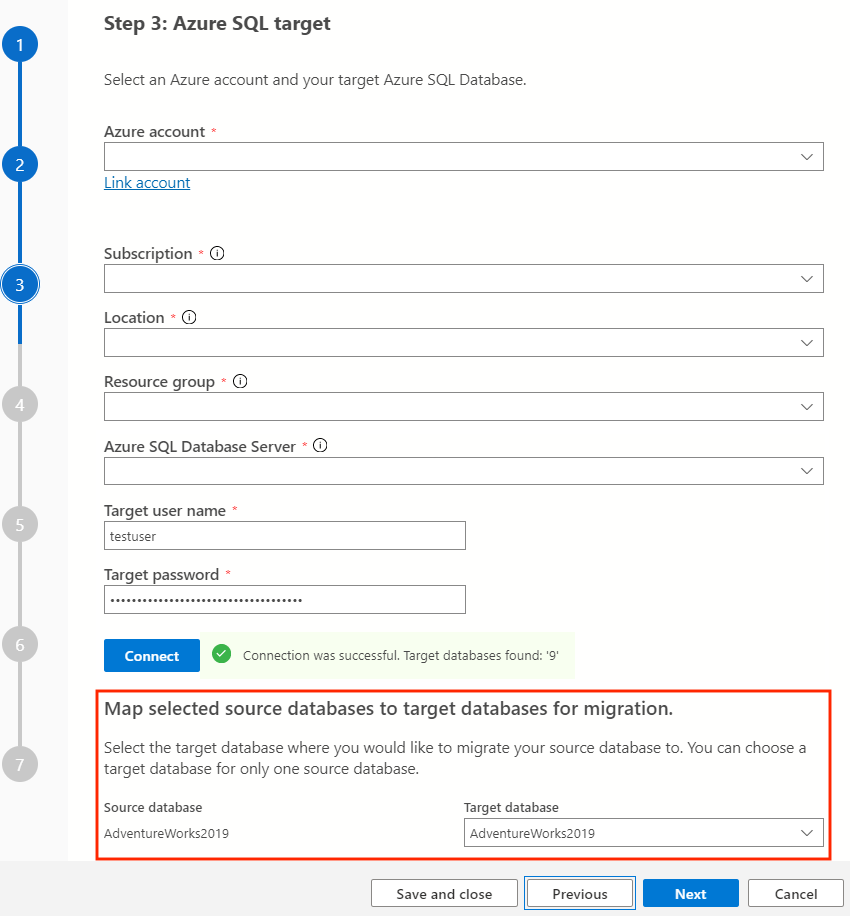 Step 3: Azure SQL target
1
Select an Azure account and your target Azure SQL Database.
Azure account *
2
Link account
Subscription *
3
Location *
Resource group *
4
Azure SQL Database Server *
Target user name *
5
testuser
Target password *
••••••••••••••••••••••••••••••••••••
6
Connect Connection was successful. Target databases found: '9'
Map selected source databases to target databases for migration.
Select the target database where you would like to migrate your source database to. You can choose a
target database for only one source database.
7
Source database Target database
AdventureWorks2019 AdventureWorks2019
Save and close Previous Next Cancel